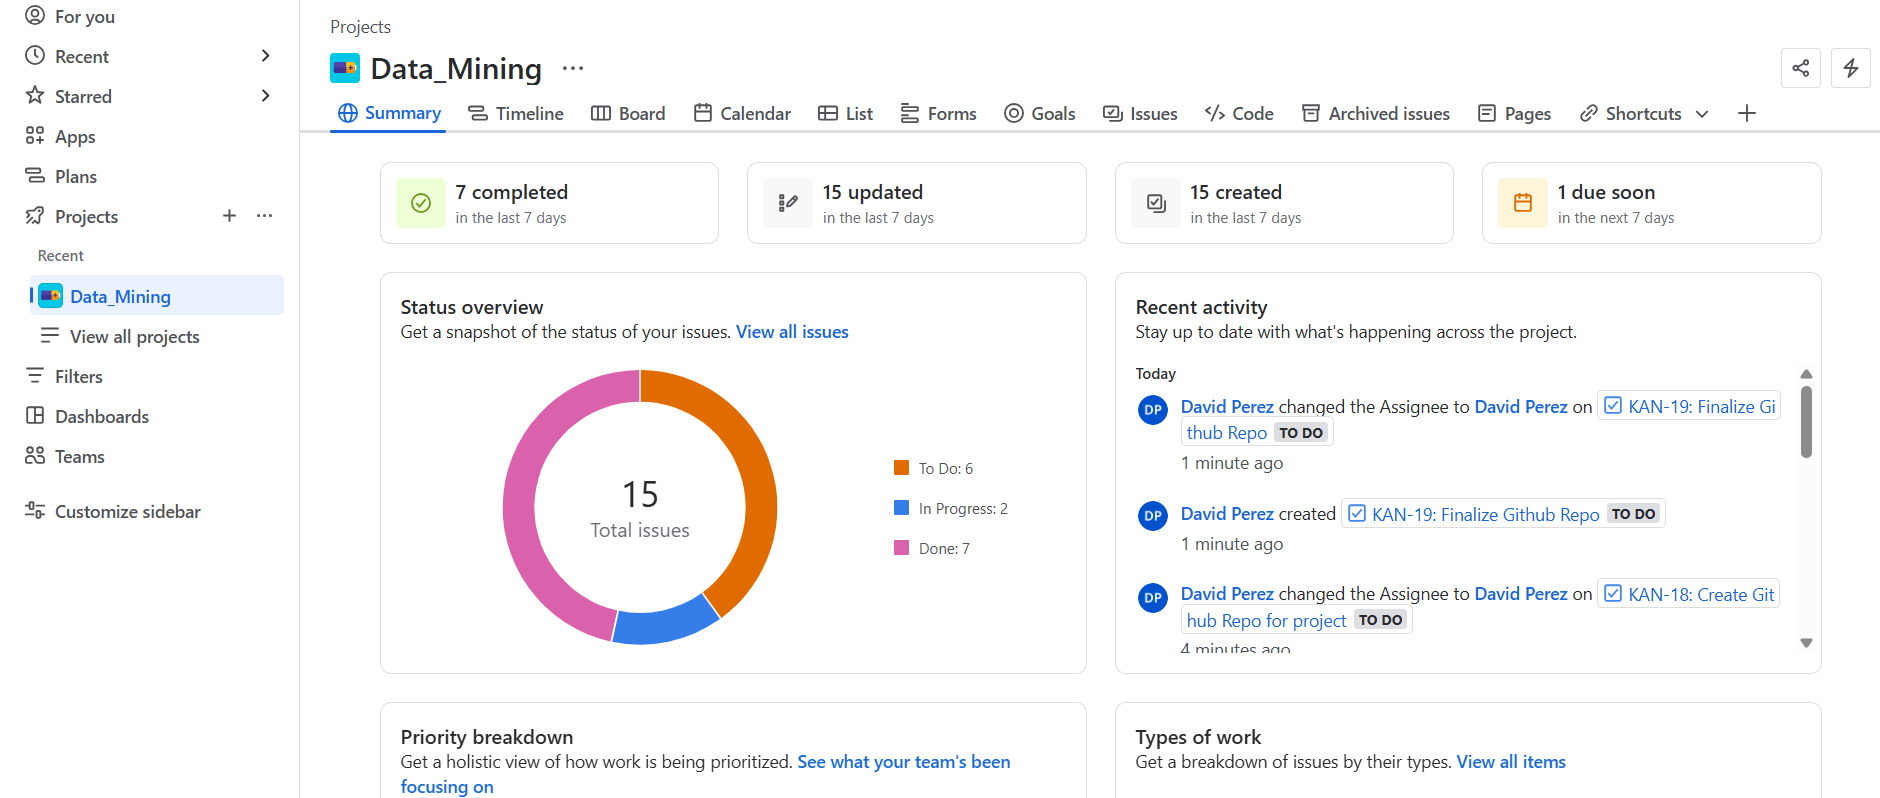 For you
Recent
Starred
Apps
Plans
Projects
Recent
Data_Mining
View all projects
Filters
Dashboards
Teams
Customize sidebar
Projects
Data_Mining
Summary Timeline Board Calendar List Forms Goals Issues Code Archived issues Pages Shortcuts
7 completed
in the last 7 days
15 updated
in the last 7 days
15 created
in the last 7 days
1 due soon
in the next 7 days
Status overview
Get a snapshot of the status of your issues. View all issues
15
Total issues
To Do: 6
In Progress: 2
Done: 7
Recent activity
Stay up to date with what's happening across the project.
Today
DP
David Perez changed the Assignee to David Perez on KAN-19: Finalize Gi
thub Repo TO DO
1 minute ago
DP
David Perez created KAN-19: Finalize Github Repo TO DO
1 minute ago
DP
David Perez changed the Assignee to David Perez on KAN-18: Create Git
hub Repo for project TO DO
4 minutes ago
Priority breakdown
Get a holistic view of how work is being prioritized. See what your team's been
focusing on
Types of work
Get a breakdown of issues by their types. View all items